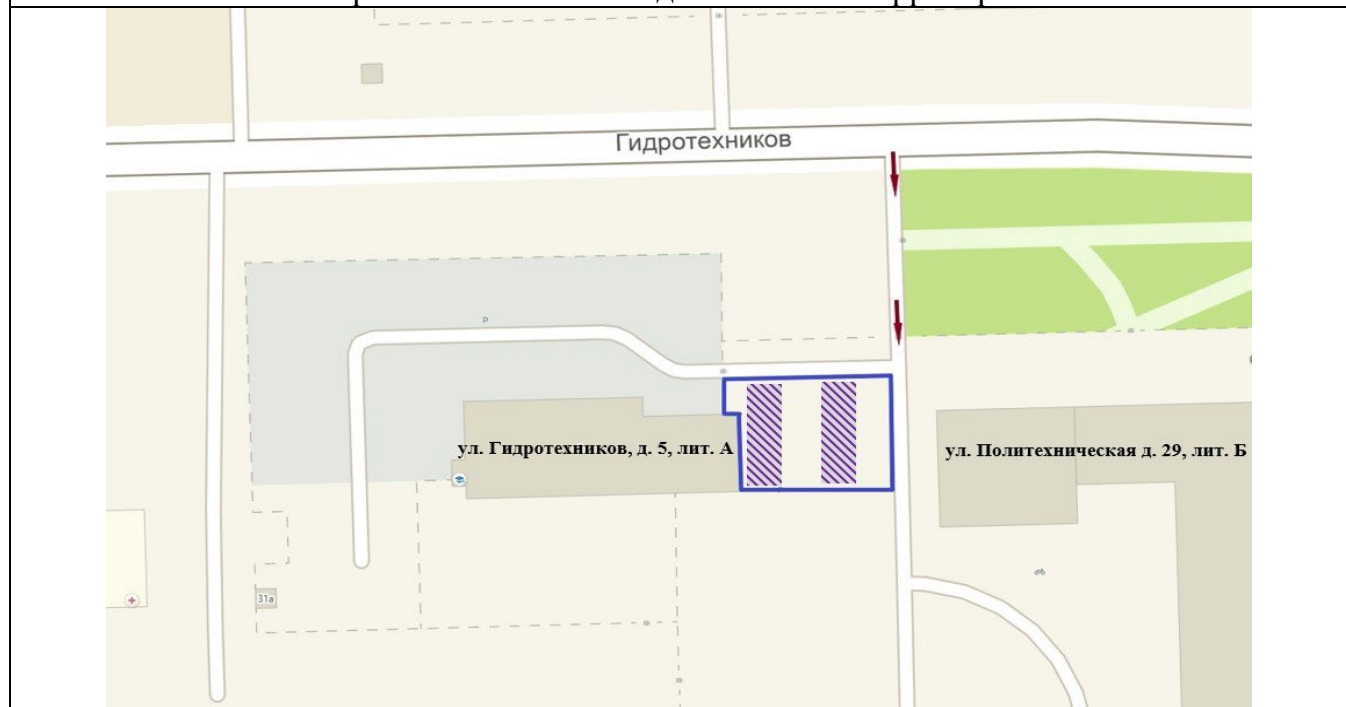 Гидротехников
P
ул. Гидротехников, д. 5, лит. А
ул. Политехническая д. 29, лит. Б
31а